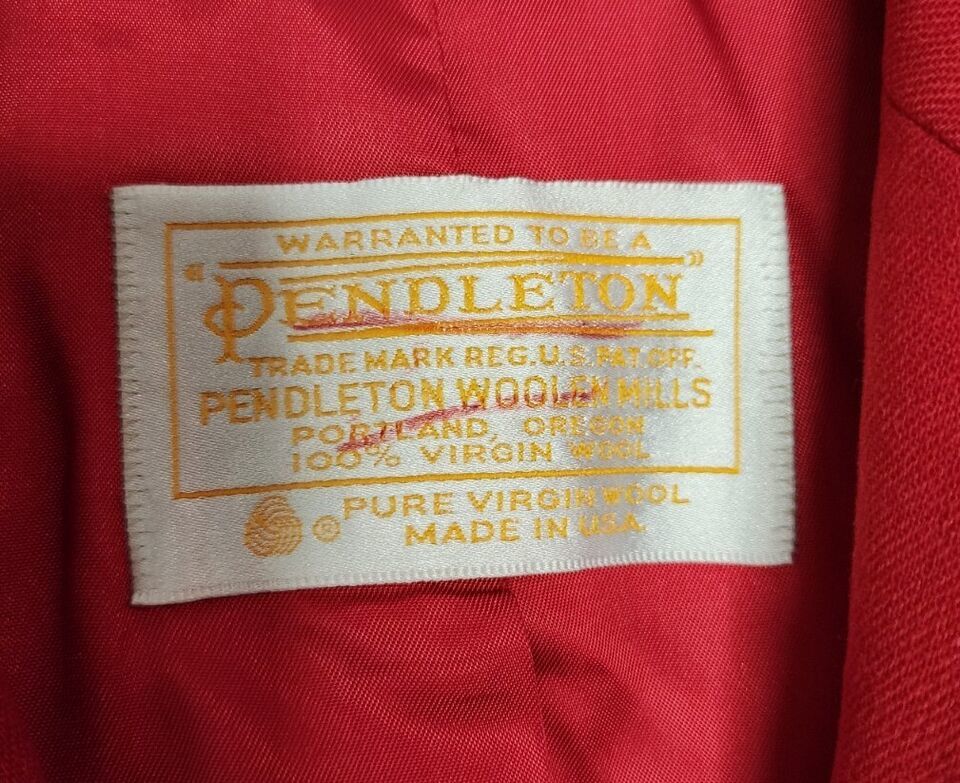 WARRANTED TO BE A
"PENDLETON"
TRADE MARK REG. U.S. PAT. OFF.
PENDLETON WOOLEN MILLS
PORTLAND, OREGON
100% VIRGIN WOOL
® PURE VIRGIN WOOL
MADE IN U.S.A.